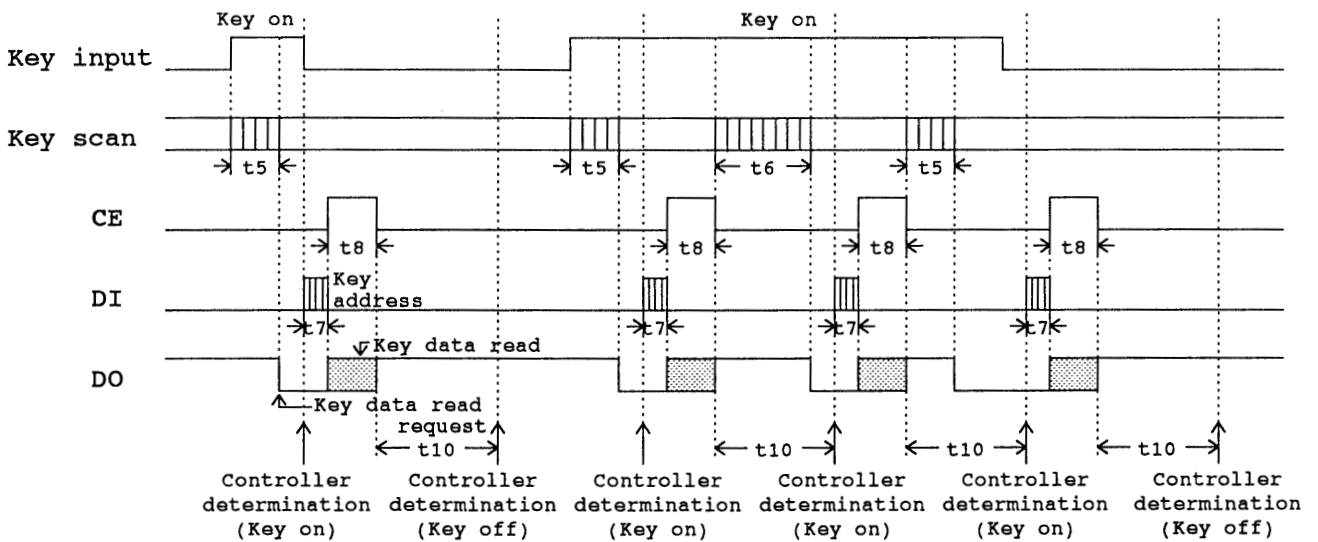 Key on Key on
Key input
Key scan
t5 t5 t6 t5
CE
t8 t8 t8 t8
DI
Key
address
t7 t7 t7 t7
Key data read
DO
Key data read
request
t10 t10 t10 t10
Controller Controller Controller Controller Controller Controller
determination determination determination determination determination determination
(Key on) (Key off) (Key on) (Key on) (Key on) (Key off)